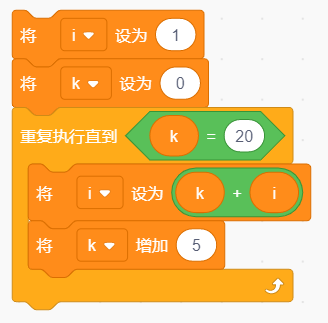 将 i 设为 1
将 k 设为 0
重复执行直到 k = 20
将 i 设为 k + i
将 k 增加 5